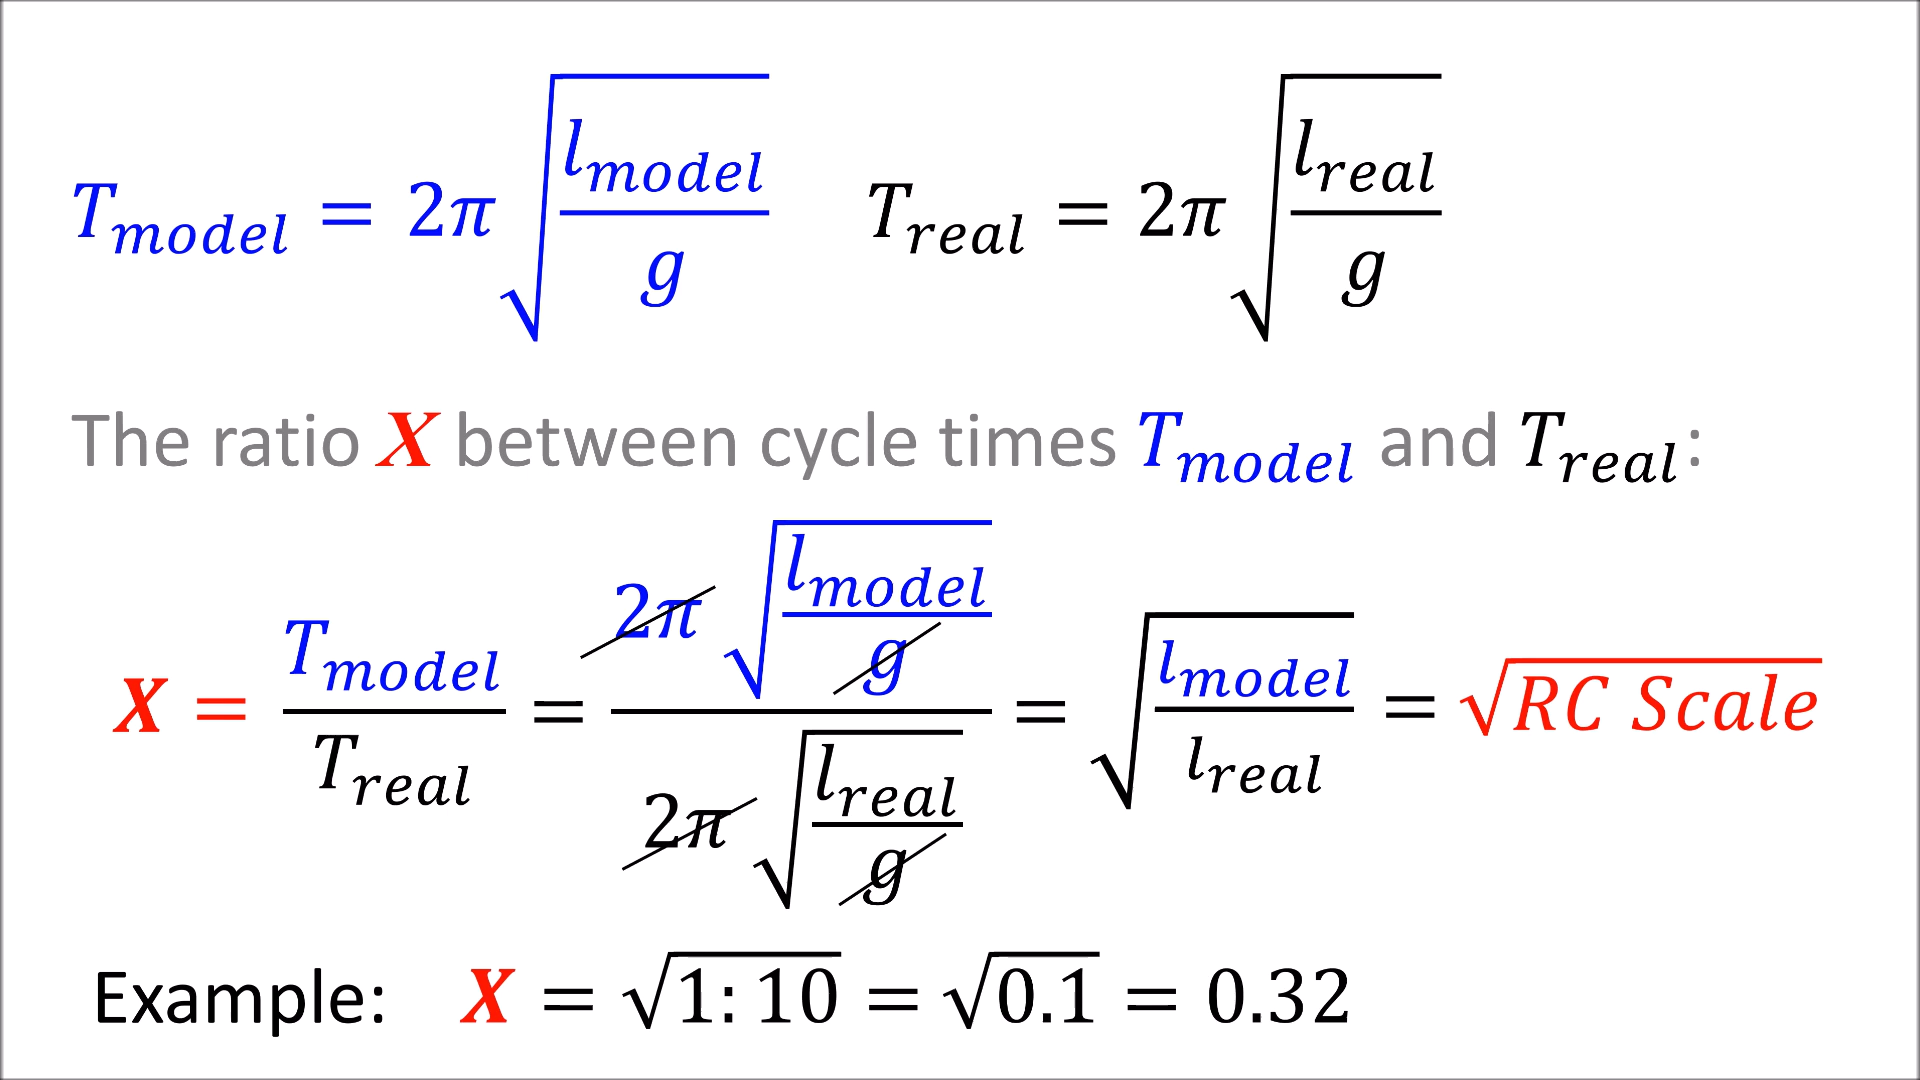 T_model = 2π √(l_model / g)    T_real = 2π √(l_real / g)
The ratio X between cycle times T_model and T_real:
X = T_model / T_real = (2π √(l_model / g)) / (2π √(l_real / g)) = √(l_model / l_real) = √(RC Scale)
Example: X = √(1:10) = √(0.1) = 0.32